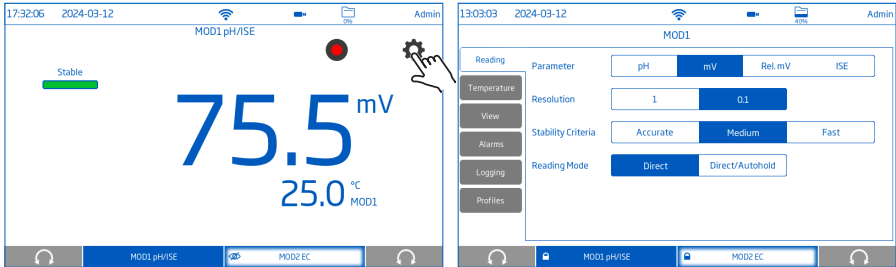 17:32:06 2024-03-12 0% Admin
MOD1 pH/ISE
Stable
75.5 mV
25.0 °C
MOD1
MOD1 pH/ISE MOD2 EC
13:03:03 2024-03-12 40% Admin
MOD1
Reading
Temperature
View
Alarms
Logging
Profiles
Parameter pH mV Rel. mV ISE
Resolution 1 0.1
Stability Criteria Accurate Medium Fast
Reading Mode Direct Direct/Autohold
MOD1 pH/ISE MOD2 EC